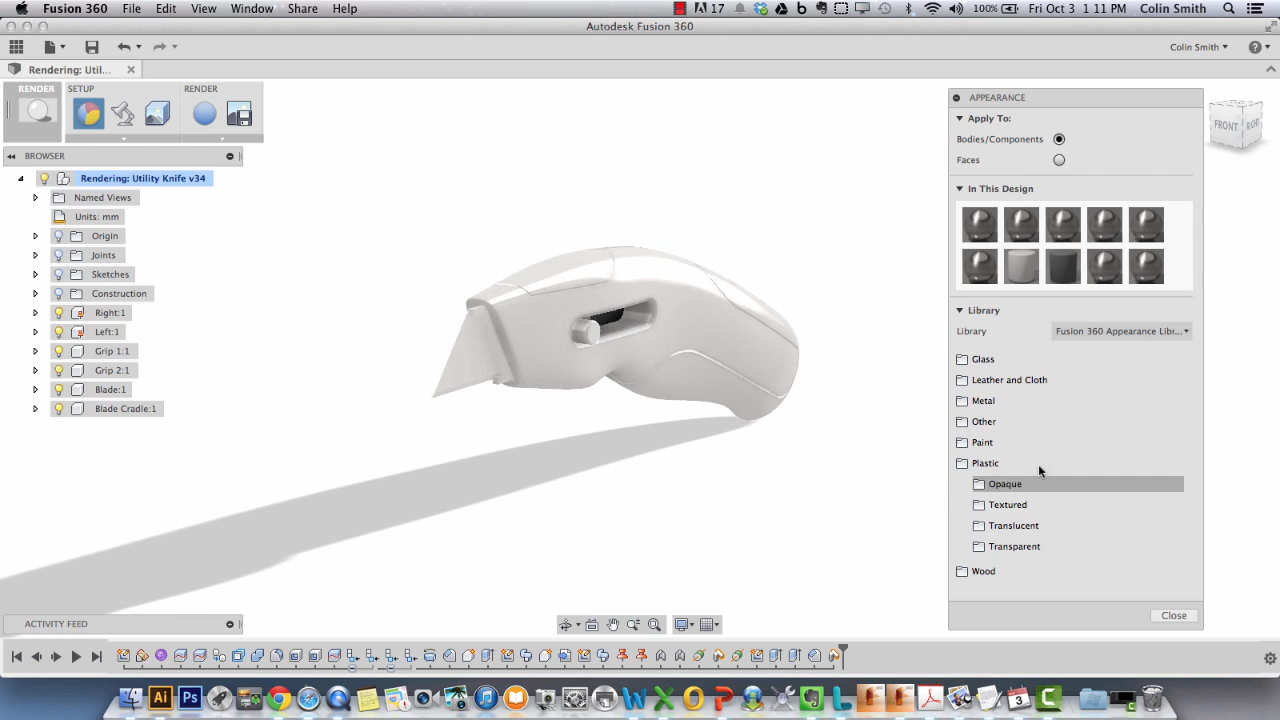 Fusion 360 File Edit View Window Share Help 17 100% Fri Oct 3 1:11 PM Colin Smith
Autodesk Fusion 360
Colin Smith
Rendering: Util...
RENDER SETUP RENDER
BROWSER
Rendering: Utility Knife v34
Named Views
Units: mm
Origin
Joints
Sketches
Construction
Right:1
Left:1
Grip 1:1
Grip 2:1
Blade:1
Blade Cradle:1
ACTIVITY FEED
APPEARANCE
Apply To:
Bodies/Components
Faces
In This Design
Library
Library Fusion 360 Appearance Libr...
Glass
Leather and Cloth
Metal
Other
Paint
Plastic
Opaque
Textured
Translucent
Transparent
Wood
Close
FRONT RIGHT
Ai Ps 3